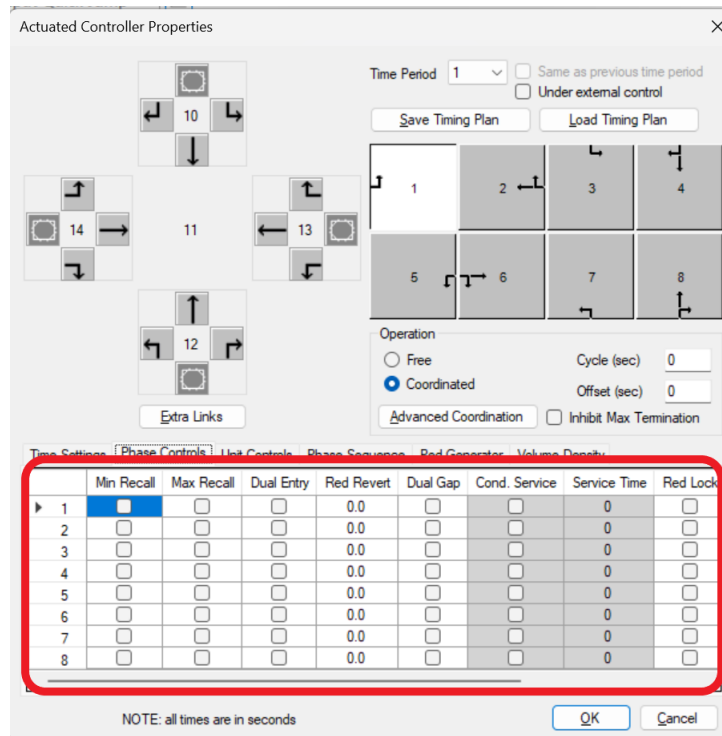 Actuated Controller Properties
Time Period 1 Same as previous time period
Under external control
Save Timing Plan Load Timing Plan
10
14 11 13
12
Extra Links
1 2 3 4
5 6 7 8
Operation
Free Cycle (sec) 0
Coordinated Offset (sec) 0
Advanced Coordination Inhibit Max Termination
Time Settings Phase Controls Unit Controls Phase Sequence Red Generator Volume Density
Min Recall Max Recall Dual Entry Red Revert Dual Gap Cond. Service Service Time Red Lock
1 0.0 0
2 0.0 0
3 0.0 0
4 0.0 0
5 0.0 0
6 0.0 0
7 0.0 0
8 0.0 0
NOTE: all times are in seconds
OK Cancel